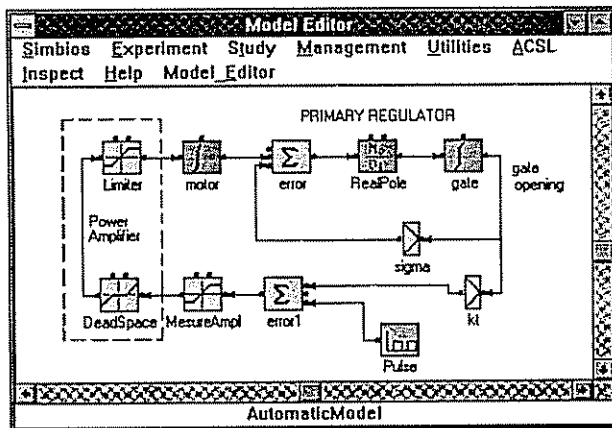 Model Editor
Simbios Experiment Study Management Utilities ACSL
Inspect Help Model_Editor
PRIMARY REGULATOR
Limiter motor error RealPole gate
gate
opening
Power
Amplifier
sigma
DeadSpace MesureAmpl error1 kt
Pulse
AutomaticModel